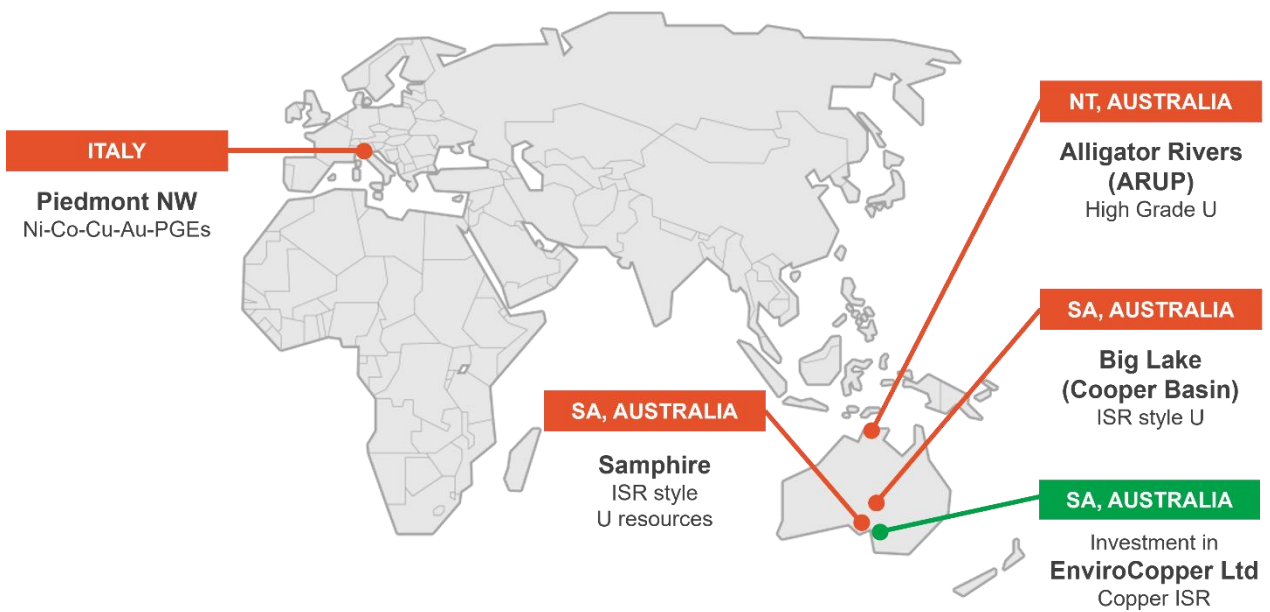 ITALY
Piedmont NW
Ni-Co-Cu-Au-PGEs
NT, AUSTRALIA
Alligator Rivers
(ARUP)
High Grade U
SA, AUSTRALIA
Big Lake
(Cooper Basin)
ISR style U
SA, AUSTRALIA
Samphire
ISR style
U resources
SA, AUSTRALIA
Investment in
EnviroCopper Ltd
Copper ISR